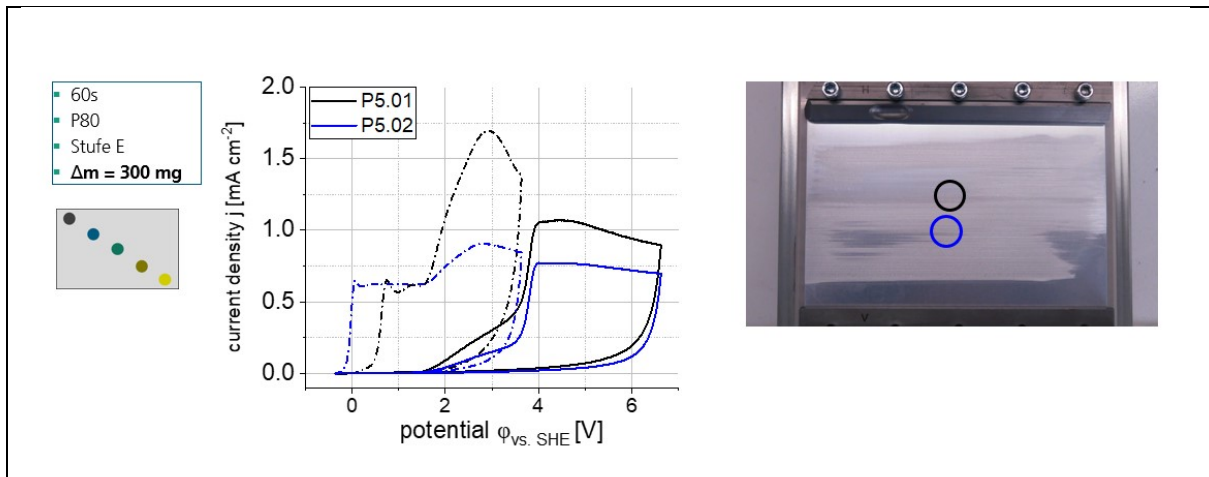 60s
P80
Stufe E
Δm = 300 mg
2.0
1.5
1.0
0.5
0.0
current density j [mA cm⁻²]
P5.01
P5.02
0
2
4
6
potential φvs. SHE [V]